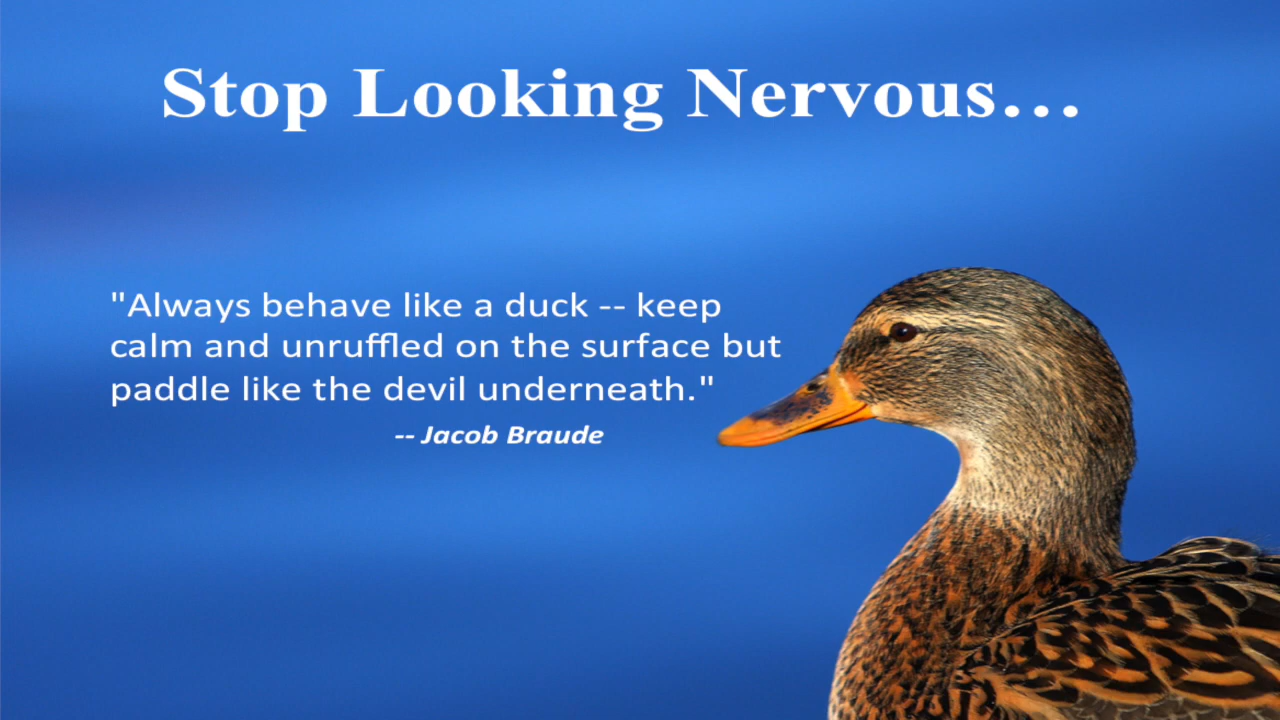 Stop Looking Nervous…
"Always behave like a duck -- keep
calm and unruffled on the surface but
paddle like the devil underneath."
-- Jacob Braude